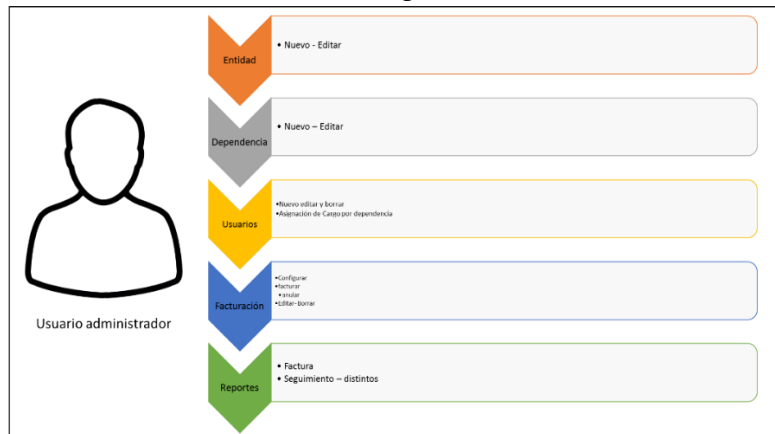 Entidad
• Nuevo - Editar
Dependencia
• Nuevo – Editar
Usuarios
•Nuevo editar y borrar
•Asignación de Cargo por dependencia
Facturación
•Configurar
•facturar
•anular
•Editar- Borrar
Reportes
• Factura
• Seguimiento – distintos
Usuario administrador